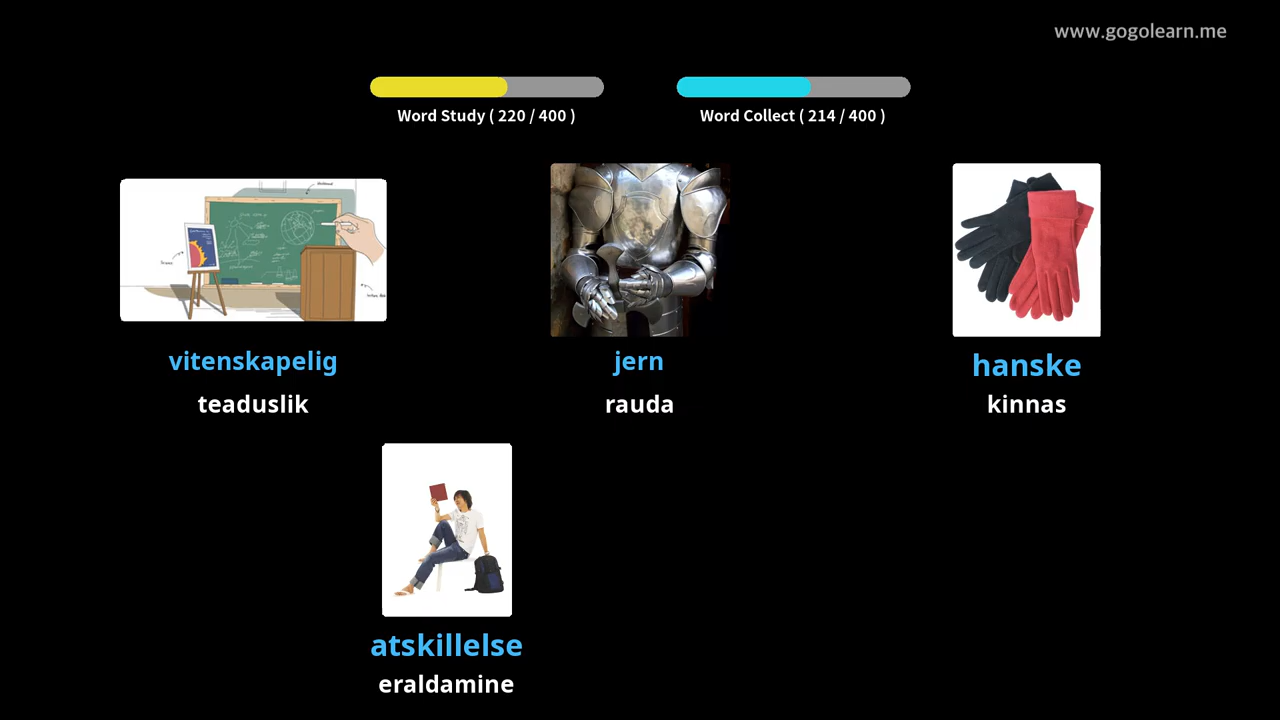 www.gogolearn.me
Word Study ( 220 / 400 )
Word Collect ( 214 / 400 )
vitenskapelig
jern
hanske
teaduslik
rauda
kinnas
atskillelse
eraldamine